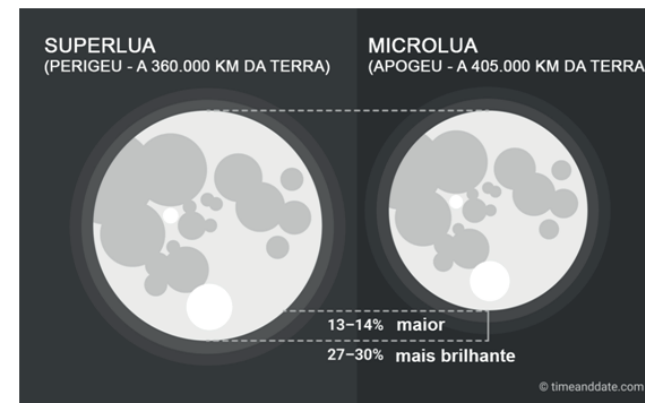 SUPERLUA
(PERIGEU - A 360.000 KM DA TERRA)
MICROLUA
(APOGEU - A 405.000 KM DA TERRA
13–14% maior
27–30% mais brilhante
© timeanddate.com